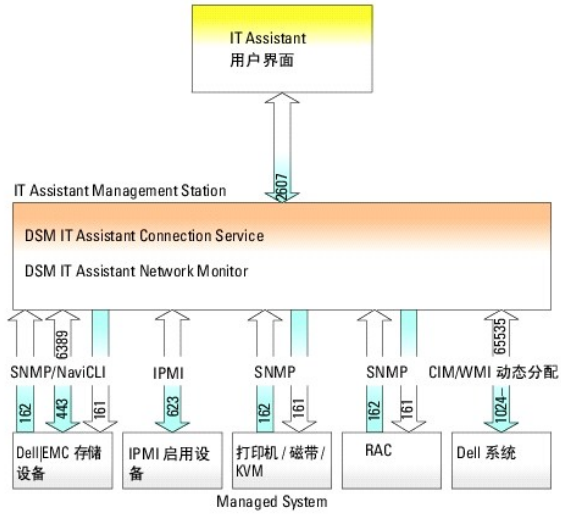 IT Assistant
用户界面
2607
IT Assistant Management Station
DSM IT Assistant Connection Service
DSM IT Assistant Network Monitor
6389
65535
SNMP/NaviCLI
IPMI
SNMP
SNMP
CIM/WMI 动态分配
162
443
161
623
162
161
162
161
1024–
Dell|EMC 存储
设备
IPMI 启用设
备
打印机 / 磁带 /
KVM
RAC
Dell 系统
Managed System